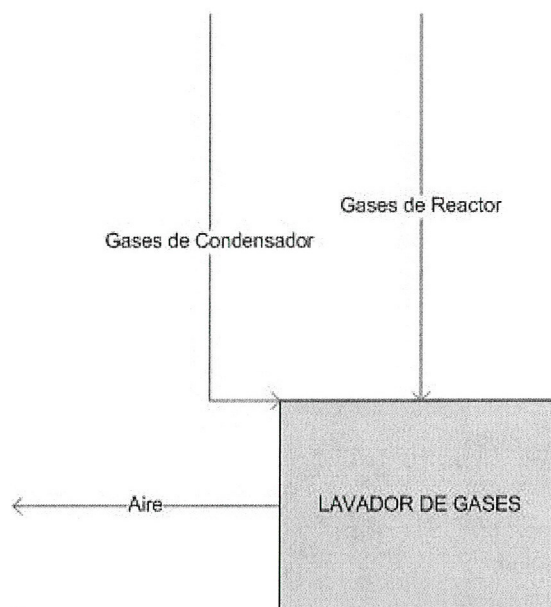 Gases de Reactor
Gases de Condensador
Aire
LAVADOR DE GASES